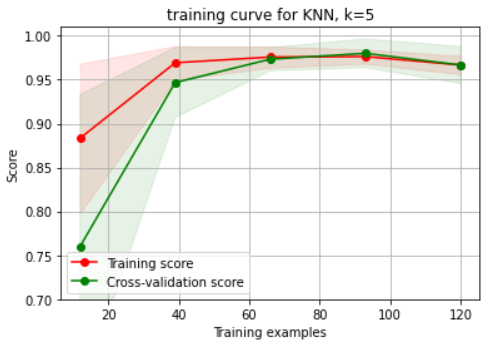 training curve for KNN, k=5
1.00
0.95
0.90
0.85
0.80
0.75
0.70
Score
Training score
Cross-validation score
20
40
60
80
100
120
Training examples